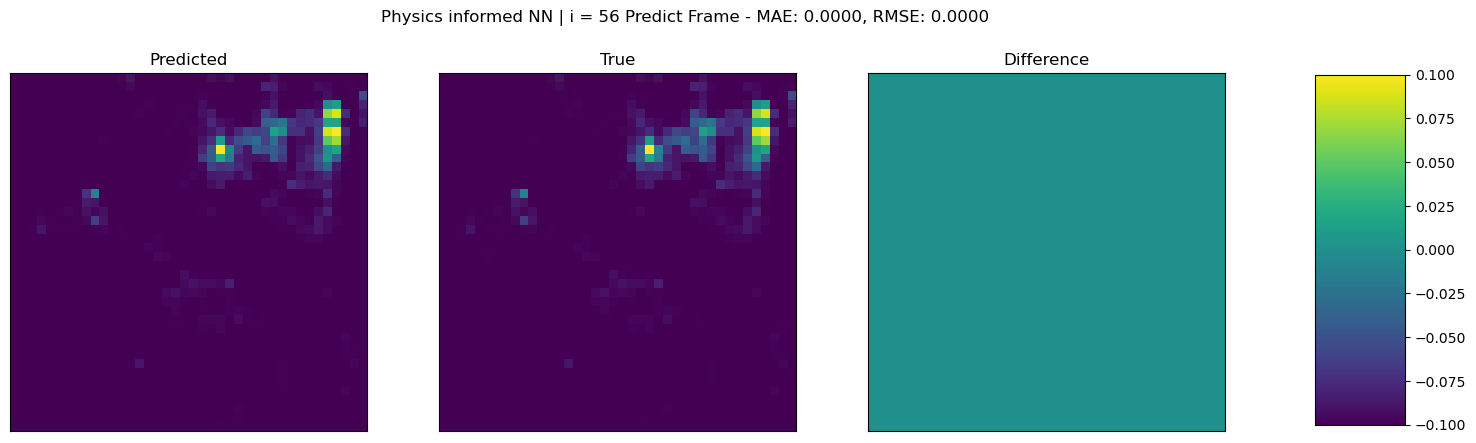 Physics informed NN | i = 56 Predict Frame - MAE: 0.0000, RMSE: 0.0000
Predicted
True
Difference
0.100
0.075
0.050
0.025
0.000
−0.025
−0.050
−0.075
−0.100